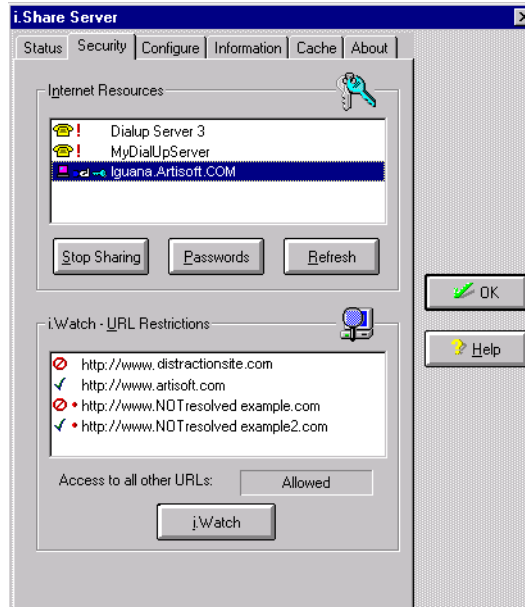 i.Share Server
Status Security Configure Information Cache About
Internet Resources
Dialup Server 3
MyDialUpServer
Iguana.Artisoft.COM
Stop Sharing Passwords Refresh
OK
i.Watch - URL Restrictions
Help
http://www. distractionsite.com
http://www. artisoft.com
http://www.NOTresolved example.com
http://www.NOTresolved example2.com
Access to all other URLs: Allowed
i.Watch